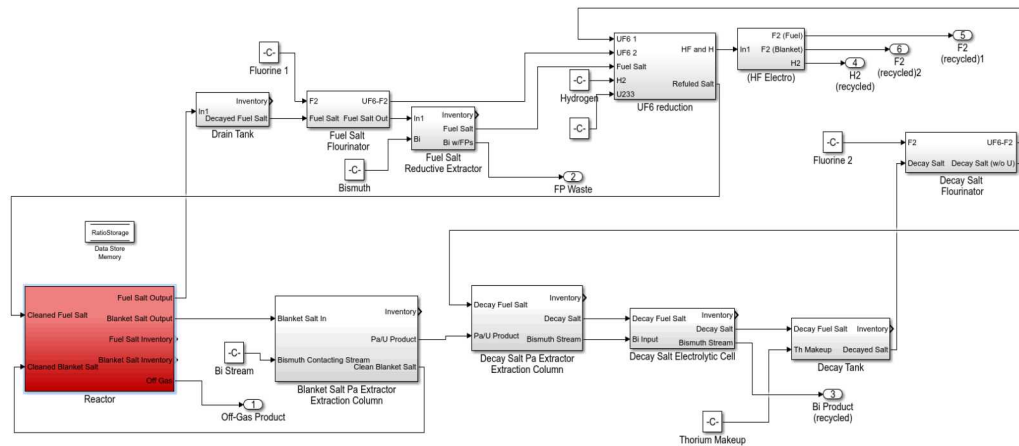 -C-
Fluorine 1
In1
Inventory
Decayed Fuel Salt
Drain Tank
F2
Fuel Salt
UF6-F2
Fuel Salt Out
Fuel Salt
Flourinator
-C-
Bismuth
In1
Bi
Inventory
Fuel Salt
Bi w/FPs
Fuel Salt
Reductive Extractor
2
FP Waste
-C-
Hydrogen
-C-
UF6 1
UF6 2
Fuel Salt
H2
U233
HF and H
Refuled Salt
UF6 reduction
In1
F2 (Fuel)
F2 (Blanket)
H2
(HF Electro)
5
F2
(recycled)1
6
F2
(recycled)2
4
H2
(recycled)
-C-
Fluorine 2
F2
Decay Salt
UF6-F2
Decay Salt (w/o U)
Decay Salt
Flourinator
RatioStorage
Data Store
Memory
Cleaned Fuel Salt
Cleaned Blanket Salt
Fuel Salt Output
Blanket Salt Output
Fuel Salt Inventory
Blanket Salt Inventory
Off Gas
Reactor
-C-
Bi Stream
1
Off-Gas Product
Blanket Salt In
Bismuth Contacting Stream
Inventory
Pa/U Product
Clean Blanket Salt
Blanket Salt Pa Extractor
Extraction Column
Decay Fuel Salt
Pa/U Product
Inventory
Decay Salt
Bismuth Stream
Decay Salt Pa Extractor
Extraction Column
Decay Fuel Salt
Bi Input
Inventory
Decay Salt
Bismuth Stream
Decay Salt Electrolytic Cell
Decay Fuel Salt
Th Makeup
Inventory
Decayed Salt
Decay Tank
3
Bi Product
(recycled)
-C-
Thorium Makeup